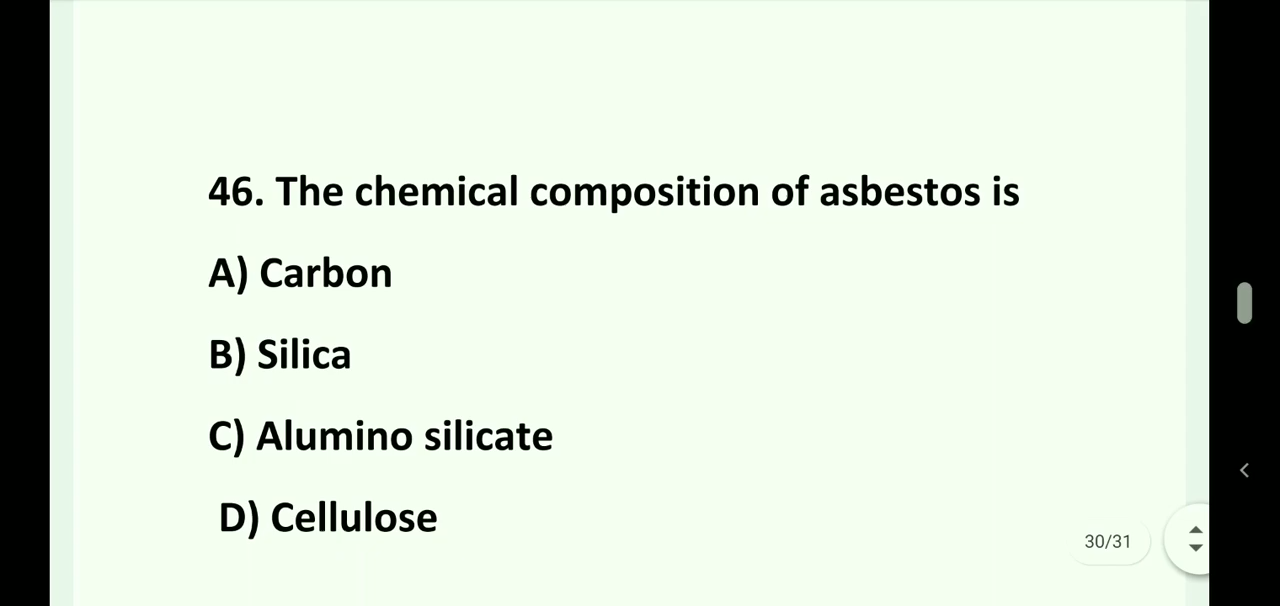 46. The chemical composition of asbestos is
A) Carbon
B) Silica
C) Alumino silicate
D) Cellulose
30/31